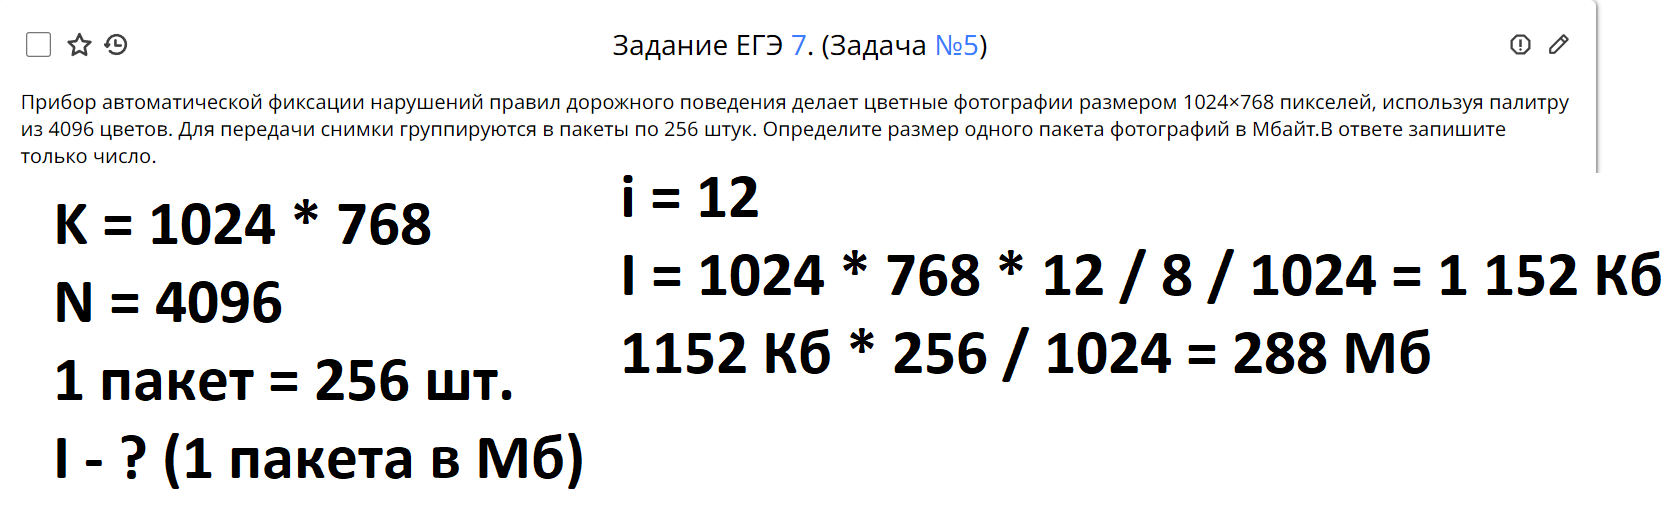 Задание ЕГЭ 7. (Задача №5)
Прибор автоматической фиксации нарушений правил дорожного поведения делает цветные фотографии размером 1024×768 пикселей, используя палитру
из 4096 цветов. Для передачи снимки группируются в пакеты по 256 штук. Определите размер одного пакета фотографий в Мбайт.В ответе запишите
только число.
K = 1024 * 768
N = 4096
1 пакет = 256 шт.
I - ? (1 пакета в Мб)
i = 12
I = 1024 * 768 * 12 / 8 / 1024 = 1 152 Кб
1152 Кб * 256 / 1024 = 288 Мб